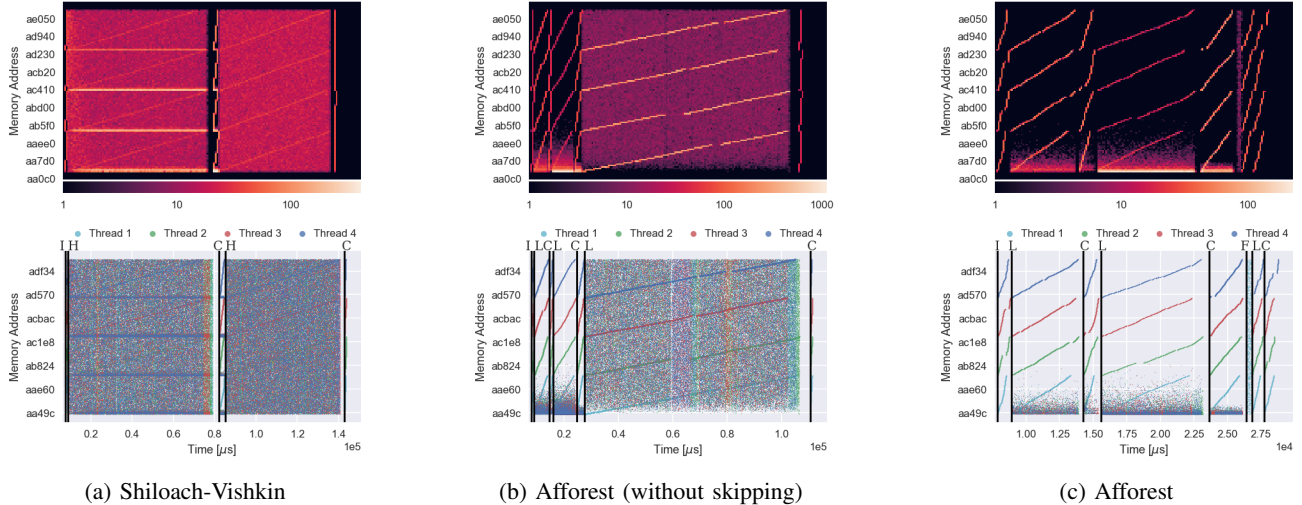 Memory Address
ae050
ad940
ad230
acb20
ac410
abd00
ab5f0
aaee0
aa7d0
aa0c0
1 10 100
Thread 1 Thread 2 Thread 3 Thread 4
I H C H C
Memory Address
adf34
ad570
acbac
ac1e8
ab824
aae60
aa49c
0.2 0.4 0.6 0.8 1.0 1.2 1.4
1e5
Time [µs]
(a) Shiloach-Vishkin
Memory Address
ae050
ad940
ad230
acb20
ac410
abd00
ab5f0
aaee0
aa7d0
aa0c0
1 10 100 1000
Thread 1 Thread 2 Thread 3 Thread 4
I L C L C L C
Memory Address
adf34
ad570
acbac
ac1e8
ab824
aae60
aa49c
0.2 0.4 0.6 0.8 1.0
1e5
Time [µs]
(b) Afforest (without skipping)
Memory Address
ae050
ad940
ad230
acb20
ac410
abd00
ab5f0
aaee0
aa7d0
aa0c0
1 10 100
Thread 1 Thread 2 Thread 3 Thread 4
I L C L C F L C
Memory Address
adf34
ad570
acbac
ac1e8
ab824
aae60
aa49c
1.00 1.25 1.50 1.75 2.00 2.25 2.50 2.75
1e4
Time [µs]
(c) Afforest